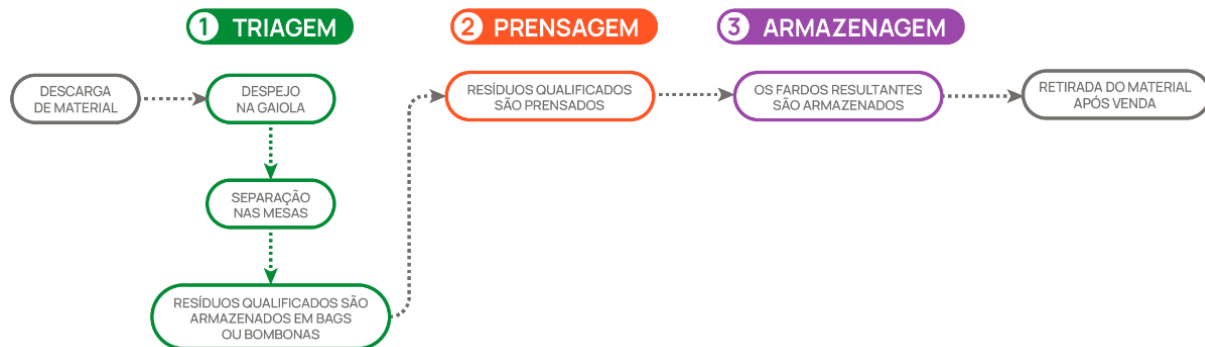 1 TRIAGEM
2 PRENSAGEM
3 ARMAZENAGEM
DESCARGA
DE MATERIAL
DESPEJO
NA GAIOLA
SEPARAÇÃO
NAS MESAS
RESÍDUOS QUALIFICADOS SÃO
ARMAZENADOS EM BAGS
OU BOMBONAS
RESÍDUOS QUALIFICADOS
SÃO PRENSADOS
OS FARDOS RESULTANTES
SÃO ARMAZENADOS
RETIRADA DO MATERIAL
APÓS VENDA